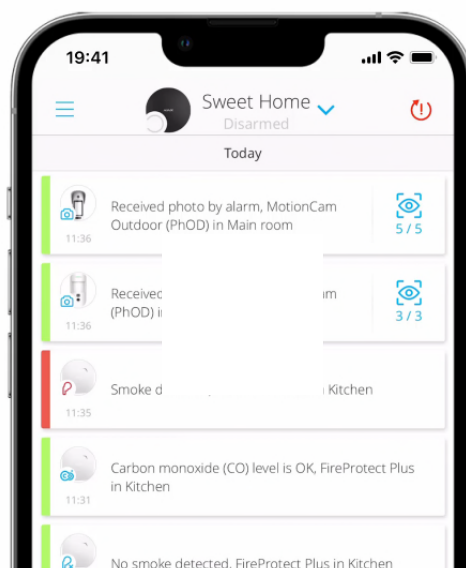 19:41
Sweet Home
Disarmed
Today
Received photo by alarm, MotionCam
Outdoor (PhOD) in Main room
5 / 5
11:36
Received
(PhOD)
3 / 3
11:36
Smoke Kitchen
11:35
Carbon monoxide (CO) level is OK, FireProtect Plus
in Kitchen
11:31
No smoke detected, FireProtect Plus in Kitchen